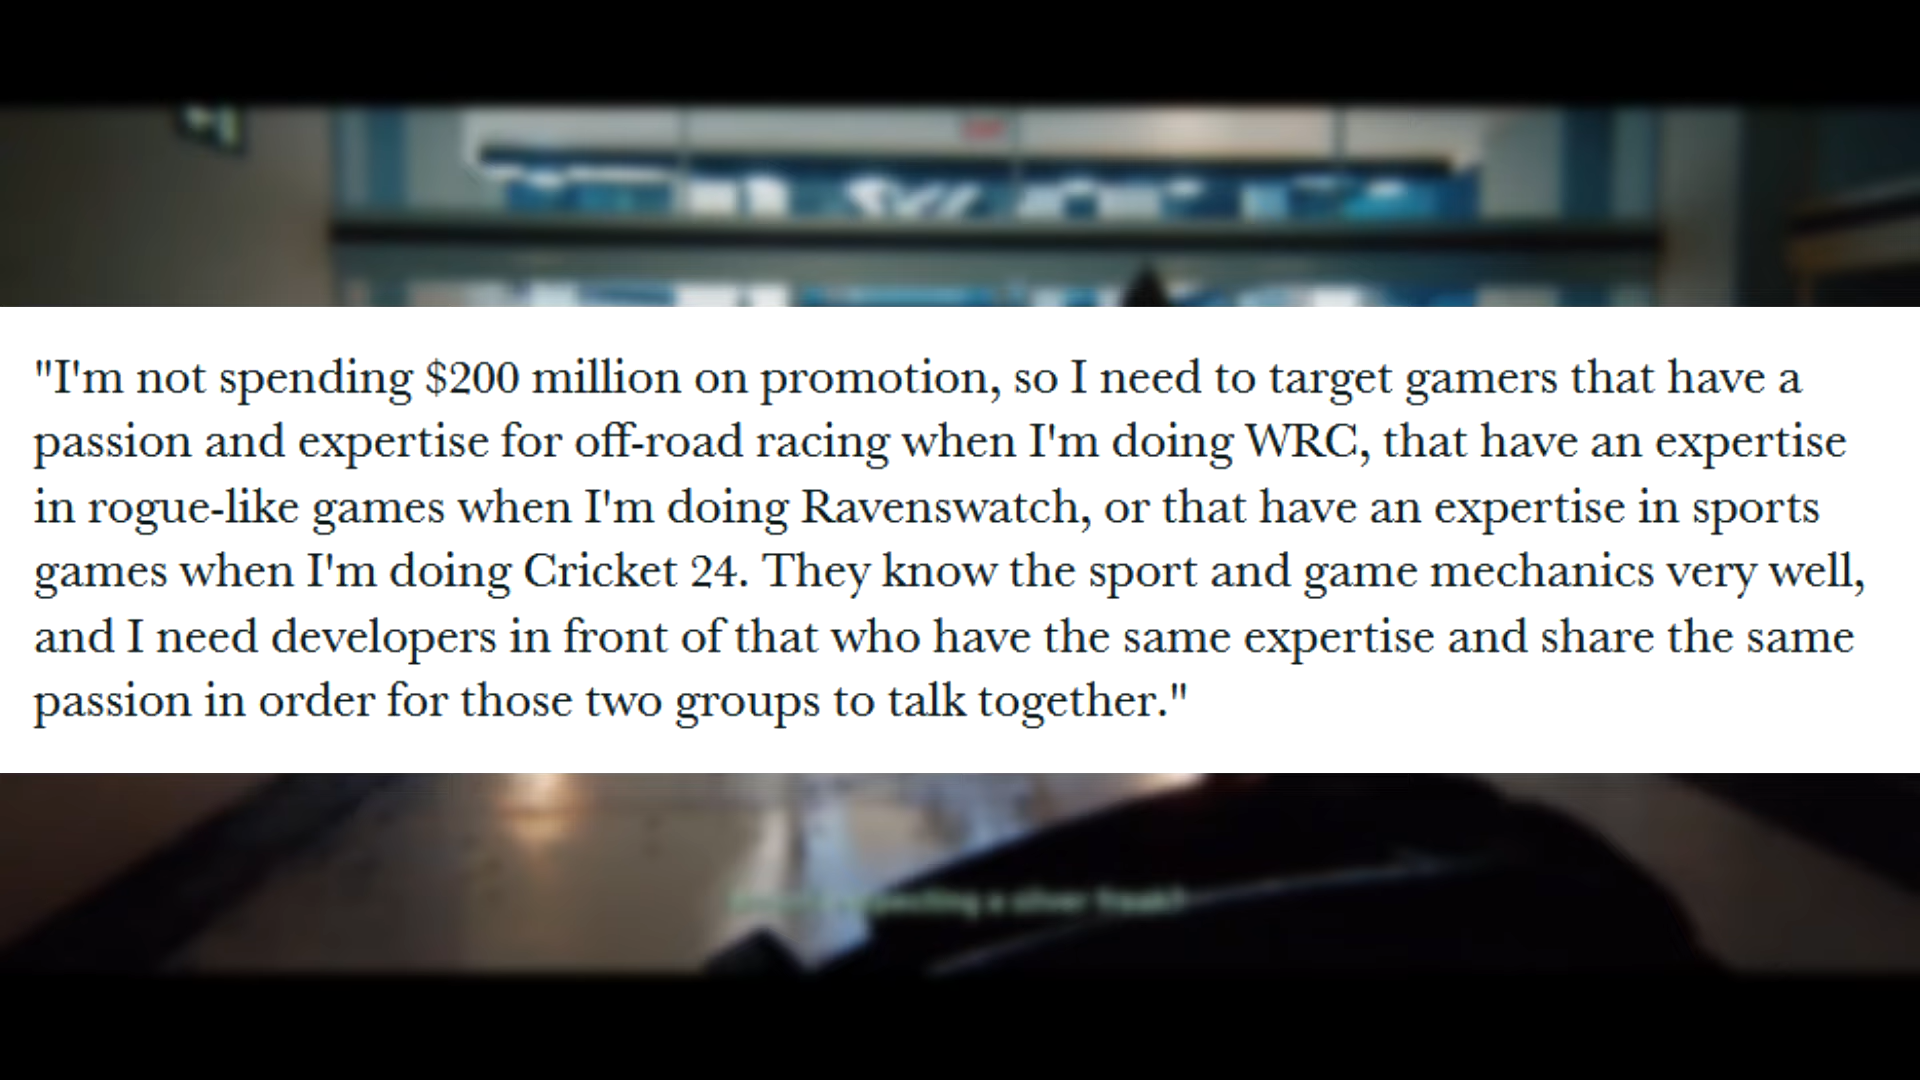 "I'm not spending $200 million on promotion, so I need to target gamers that have a
passion and expertise for off-road racing when I'm doing WRC, that have an expertise
in rogue-like games when I'm doing Ravenswatch, or that have an expertise in sports
games when I'm doing Cricket 24. They know the sport and game mechanics very well,
and I need developers in front of that who have the same expertise and share the same
passion in order for those two groups to talk together."
expecting a silver